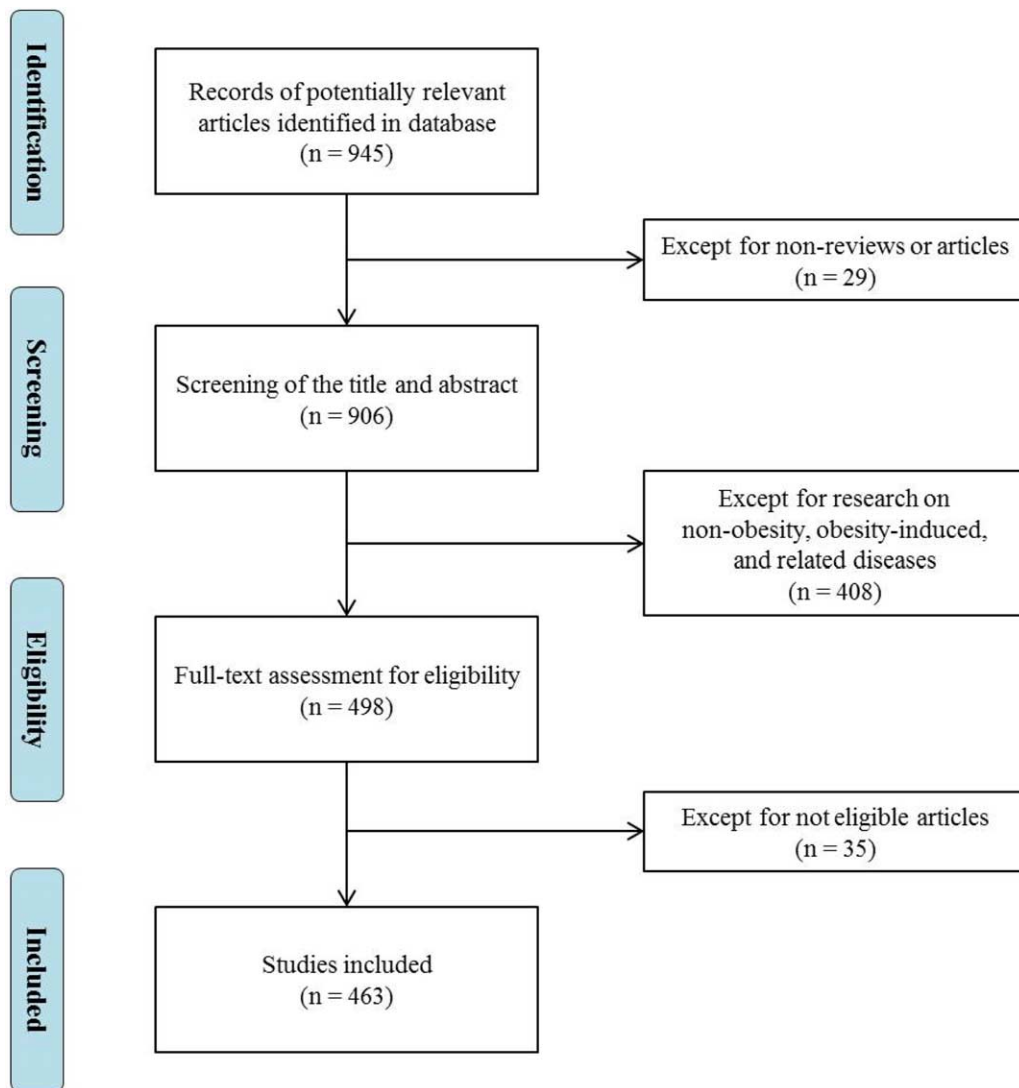 Identification
Records of potentially relevant
articles identified in database
(n = 945)
Except for non-reviews or articles
(n = 29)
Screening
Screening of the title and abstract
(n = 906)
Except for research on
non-obesity, obesity-induced,
and related diseases
(n = 408)
Eligibility
Full-text assessment for eligibility
(n = 498)
Except for not eligible articles
(n = 35)
Included
Studies included
(n = 463)